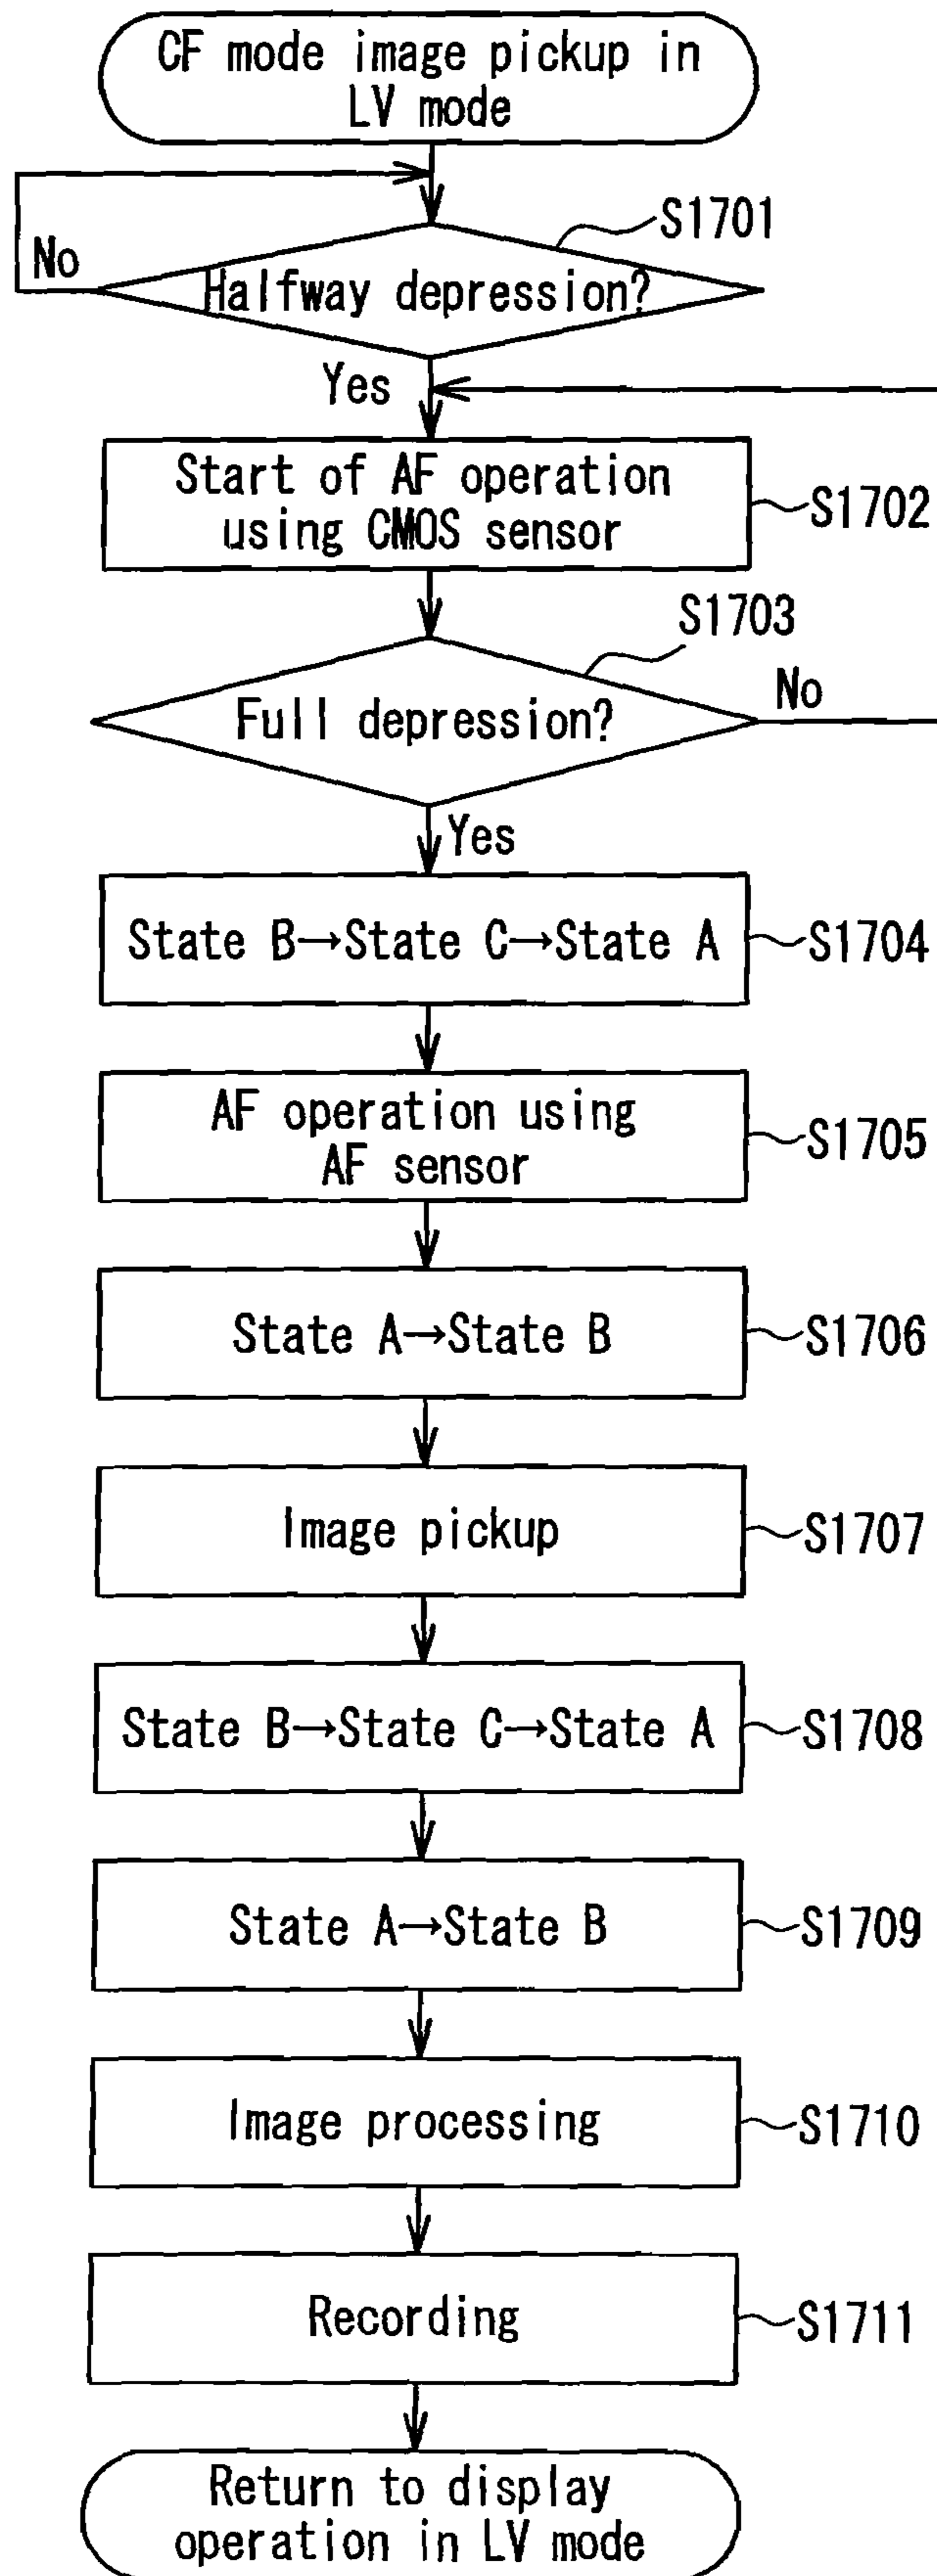 CF mode image pickup in
LV mode
S1701
No
Halfway depression?
Yes
Start of AF operation
using CMOS sensor
S1702
S1703
No
Full depression?
Yes
State B→State C→State A
S1704
AF operation using
AF sensor
S1705
State A→State B
S1706
Image pickup
S1707
State B→State C→State A
S1708
State A→State B
S1709
Image processing
S1710
Recording
S1711
Return to display
operation in LV mode